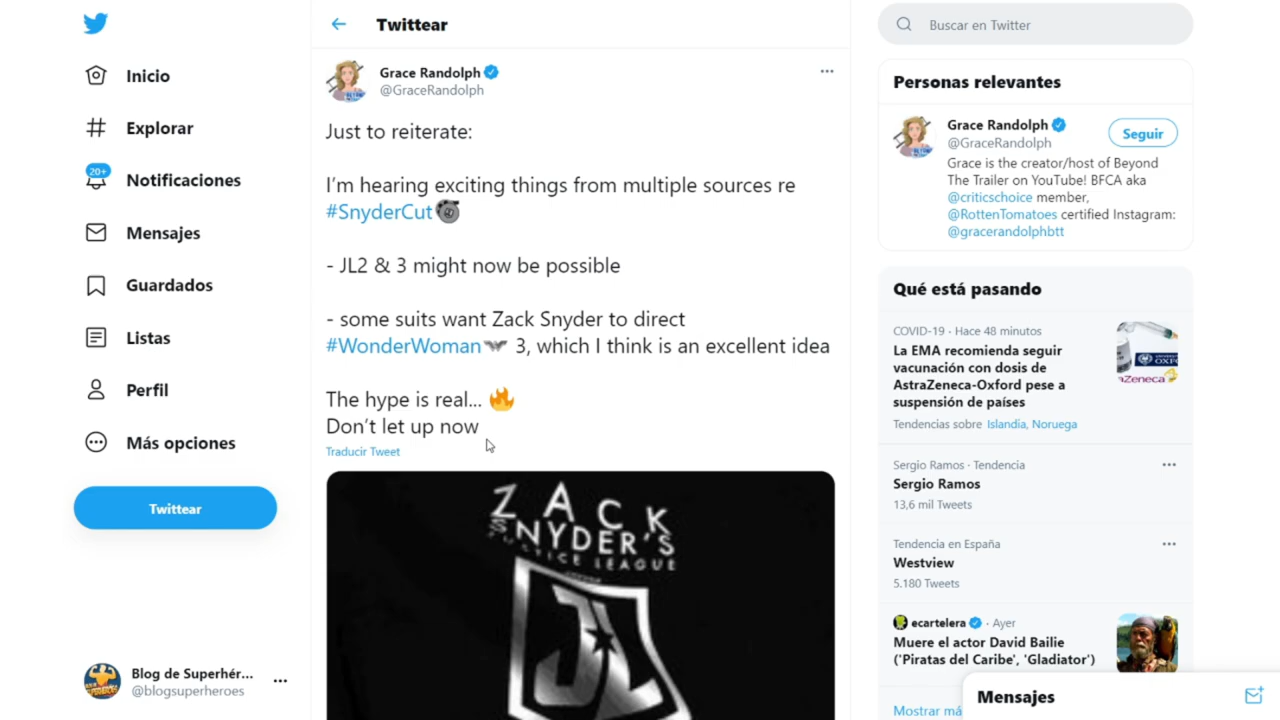 Inicio
Explorar
20+
Notificaciones
Mensajes
Guardados
Listas
Perfil
Más opciones
Twittear
Blog de Superhér...
@blogsuperheroes
Twittear
Grace Randolph
@GraceRandolph
Just to reiterate:
I'm hearing exciting things from multiple sources re
#SnyderCut
- JL2 & 3 might now be possible
- some suits want Zack Snyder to direct
#WonderWoman 3, which I think is an excellent idea
The hype is real... 🔥
Don't let up now
Traducir Tweet
ZACK
SNYDER'S
JUSTICE LEAGUE
JL
Buscar en Twitter
Personas relevantes
Grace Randolph
@GraceRandolph
Seguir
Grace is the creator/host of Beyond
The Trailer on YouTube! BFCA aka
@criticschoice member,
@RottenTomatoes certified Instagram:
@gracerandolphbtt
Qué está pasando
COVID-19 · Hace 48 minutos
La EMA recomienda seguir
vacunación con dosis de
AstraZeneca-Oxford pese a
suspensión de países
Tendencias sobre Islandia, Noruega
Sergio Ramos · Tendencia
Sergio Ramos
13,6 mil Tweets
Tendencia en España
Westview
5.180 Tweets
ecartelera · Ayer
Muere el actor David Bailie
('Piratas del Caribe', 'Gladiator')
Mostrar má
Mensajes